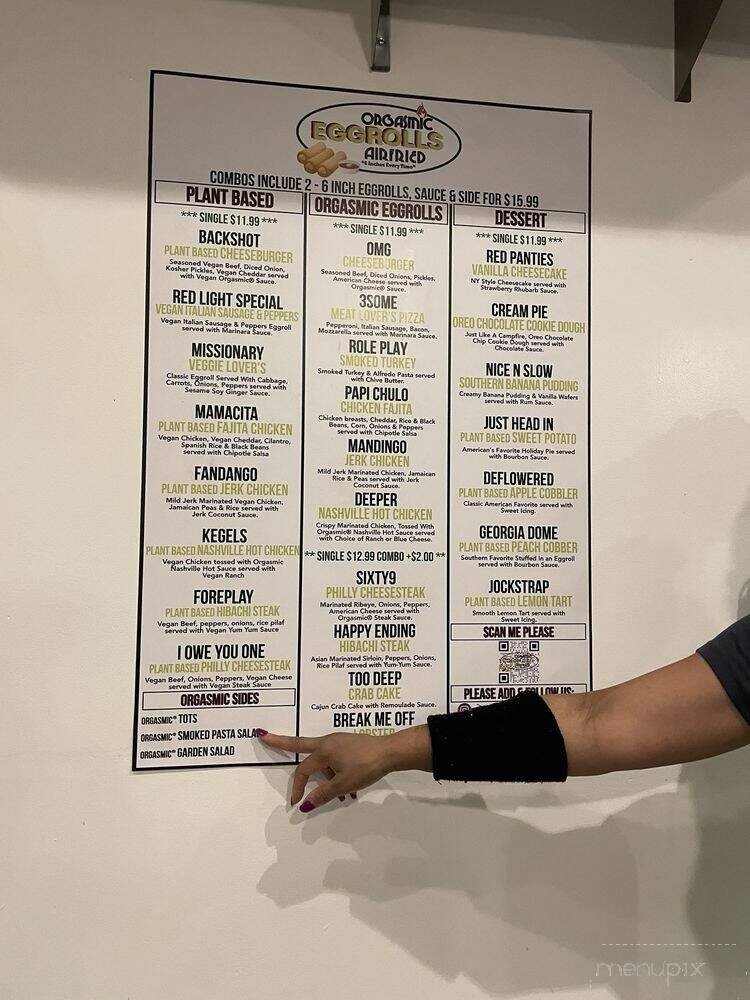 ORGASMIC
EGGROLLS
AIRFRIED
"6 Inches Every Time"
COMBOS INCLUDE 2 - 6 INCH EGGROLLS, SAUCE & SIDE FOR $15.99
PLANT BASED
*** SINGLE $11.99 ***
BACKSHOT
PLANT BASED CHEESEBURGER
Seasoned Vegan Beef, Diced Onion,
Kosher Pickles, Vegan Cheddar served
with Vegan Orgasmic® Sauce.
RED LIGHT SPECIAL
VEGAN ITALIAN SAUSAGE & PEPPERS
Vegan Italian Sausage & Peppers Eggroll
served with Marinara Sauce.
MISSIONARY
VEGGIE LOVER'S
Classic Eggroll Served With Cabbage,
Carrots, Onions, Peppers served with
Sesame Soy Ginger Sauce.
MAMACITA
PLANT BASED FAJITA CHICKEN
Vegan Chicken, Vegan Cheddar, Cilantro,
Spanish Rice & Black Beans
served with Chipotle Salsa
FANDANGO
PLANT BASED JERK CHICKEN
Mild Jerk Marinated Vegan Chicken,
Jamaican Peas & Rice served with
Jerk Coconut Sauce.
KEGELS
PLANT BASED NASHVILLE HOT CHICKEN
Vegan Chicken tossed with Orgasmic
Nashville Hot Sauce served with
Vegan Ranch
FOREPLAY
PLANT BASED HIBACHI STEAK
Vegan Beef, peppers, onions, rice pilaf
served with Vegan Yum Yum Sauce
I OWE YOU ONE
PLANT BASED PHILLY CHEESESTEAK
Vegan Beef, Onions, Peppers, Vegan Cheese
served with Vegan Steak Sauce
ORGASMIC SIDES
ORGASMIC® TOTS
ORGASMIC® SMOKED PASTA SALAD
ORGASMIC® GARDEN SALAD
ORGASMIC EGGROLLS
*** SINGLE $11.99 ***
OMG
CHEESEBURGER
Seasoned Beef, Diced Onions, Pickles,
American Cheese served with
Orgasmic® Sauce.
3SOME
MEAT LOVER'S PIZZA
Pepperoni, Italian Sausage, Bacon,
Mozzarella served with Marinara Sauce.
ROLE PLAY
SMOKED TURKEY
Smoked Turkey & Alfredo Pasta served
with Chive Butter.
PAPI CHULO
CHICKEN FAJITA
Chicken breasts, Cheddar, Rice & Black
Beans, Corn, Onions & Peppers
served with Chipotle Salsa
MANDINGO
JERK CHICKEN
Mild Jerk Marinated Chicken, Jamaican
Rice & Peas served with Jerk
Coconut Sauce.
DEEPER
NASHVILLE HOT CHICKEN
Crispy Marinated Chicken, Tossed With
Orgasmic® Nashville Hot Sauce served
with Choice of Ranch or Blue Cheese.
** SINGLE $12.99 COMBO +$2.00 **
SIXTY9
PHILLY CHEESESTEAK
Marinated Ribeye, Onions, Peppers,
American Cheese served with
Orgasmic® Steak Sauce.
HAPPY ENDING
HIBACHI STEAK
Asian Marinated Sirloin, Peppers, Onions,
Rice Pilaf served with Yum-Yum Sauce.
TOO DEEP
CRAB CAKE
Cajun Crab Cake with Remoulade Sauce.
BREAK ME OFF
LOBSTER
DESSERT
*** SINGLE $11.99 ***
RED PANTIES
VANILLA CHEESECAKE
NY Style Cheesecake served with
Strawberry Rhubarb Sauce.
CREAM PIE
OREO CHOCOLATE COOKIE DOUGH
Just Like A Campfire, Oreo Chocolate
Chip Cookie Dough served with
Chocolate Sauce.
NICE N SLOW
SOUTHERN BANANA PUDDING
Creamy Banana Pudding & Vanilla Wafers
served with Rum Sauce.
JUST HEAD IN
PLANT BASED SWEET POTATO
American's Favorite Holiday Pie served
with Bourbon Sauce.
DEFLOWERED
PLANT BASED APPLE COBBLER
Classic American Favorite served with
Sweet Icing.
GEORGIA DOME
PLANT BASED PEACH COBBER
Southern Favorite Stuffed in an Eggroll
served with Bourbon Sauce.
JOCKSTRAP
PLANT BASED LEMON TART
Smooth Lemon Tart served with
Sweet Icing.
SCAN ME PLEASE
PLEASE ADD & FOLLOW US:
menupix